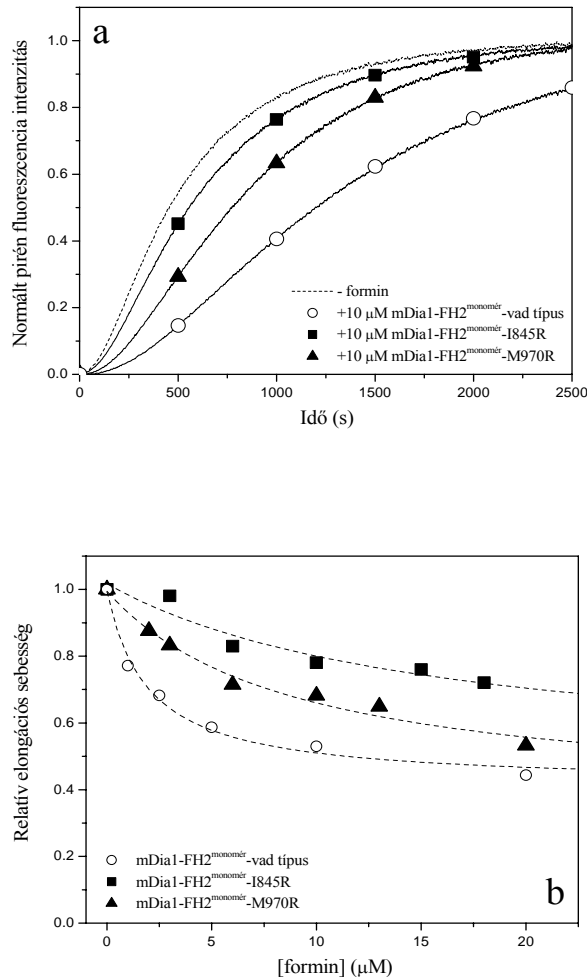 a
Normált pirén fluoreszcencia intenzitás
1.0
0.8
0.6
0.4
0.2
0.0
- formin
+10 μM mDia1-FH2monomér-vad típus
+10 μM mDia1-FH2monomér-I845R
+10 μM mDia1-FH2monomér-M970R
0 500 1000 1500 2000 2500
Idő (s)
Relatív elongációs sebesség
1.0
0.8
0.6
0.4
0.2
0.0
mDia1-FH2monomér-vad típus
mDia1-FH2monomér-I845R
mDia1-FH2monomér-M970R
b
0 5 10 15 20
[formin] (μM)